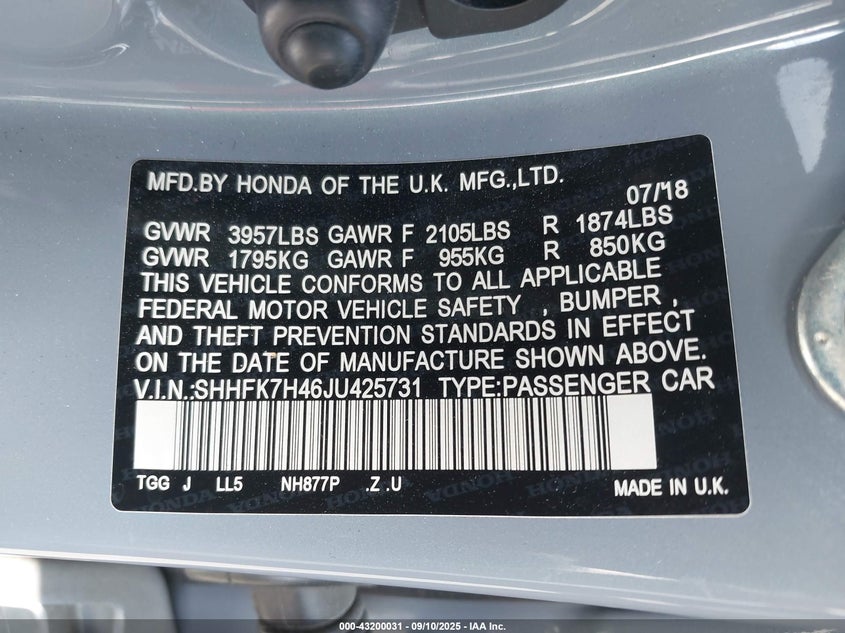 MFD.BY HONDA OF THE U.K. MFG.,LTD.
07/18
GVWR 3957LBS GAWR F 2105LBS R 1874LBS
GVWR 1795KG GAWR F 955KG R 850KG
THIS VEHICLE CONFORMS TO ALL APPLICABLE
FEDERAL MOTOR VEHICLE SAFETY , BUMPER ,
AND THEFT PREVENTION STANDARDS IN EFFECT
ON THE DATE OF MANUFACTURE SHOWN ABOVE.
V.I.N.:SHHFK7H46JU425731 TYPE:PASSENGER CAR
TGG J LL5 NH877P .Z .U MADE IN U.K.
000-43200031 - 09/10/2025 - IAA Inc.